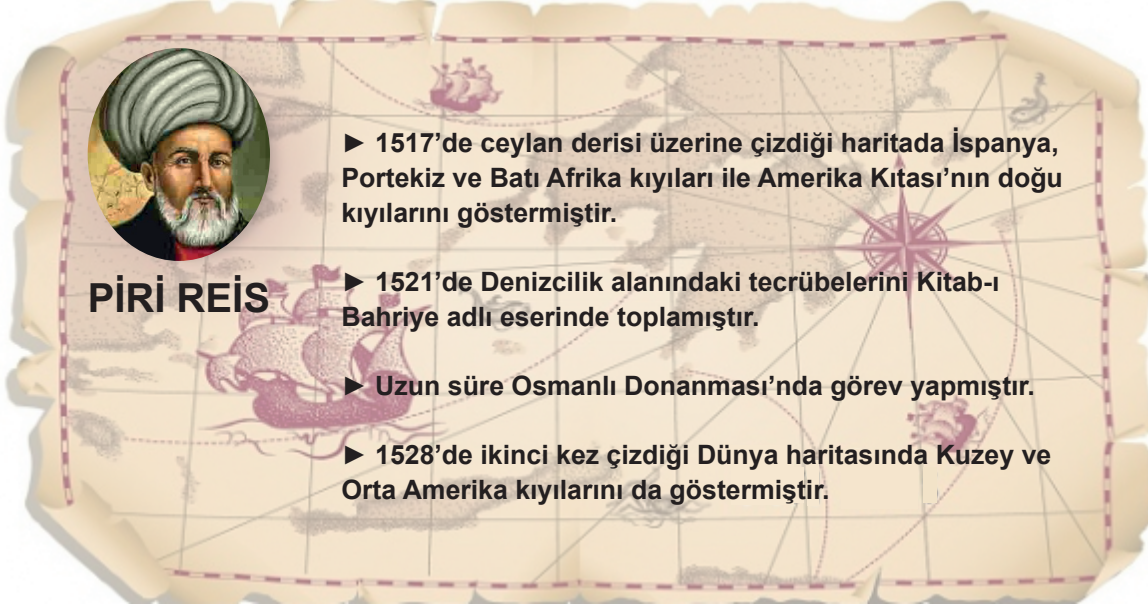 PİRİ REİS
► 1517’de ceylan derisi üzerine çizdiği haritada İspanya,
Portekiz ve Batı Afrika kıyıları ile Amerika Kıtası’nın doğu
kıyılarını göstermiştir.
► 1521’de Denizcilik alanındaki tecrübelerini Kitab-ı
Bahriye adlı eserinde toplamıştır.
► Uzun süre Osmanlı Donanması’nda görev yapmıştır.
► 1528’de ikinci kez çizdiği Dünya haritasında Kuzey ve
Orta Amerika kıyılarını da göstermiştir.